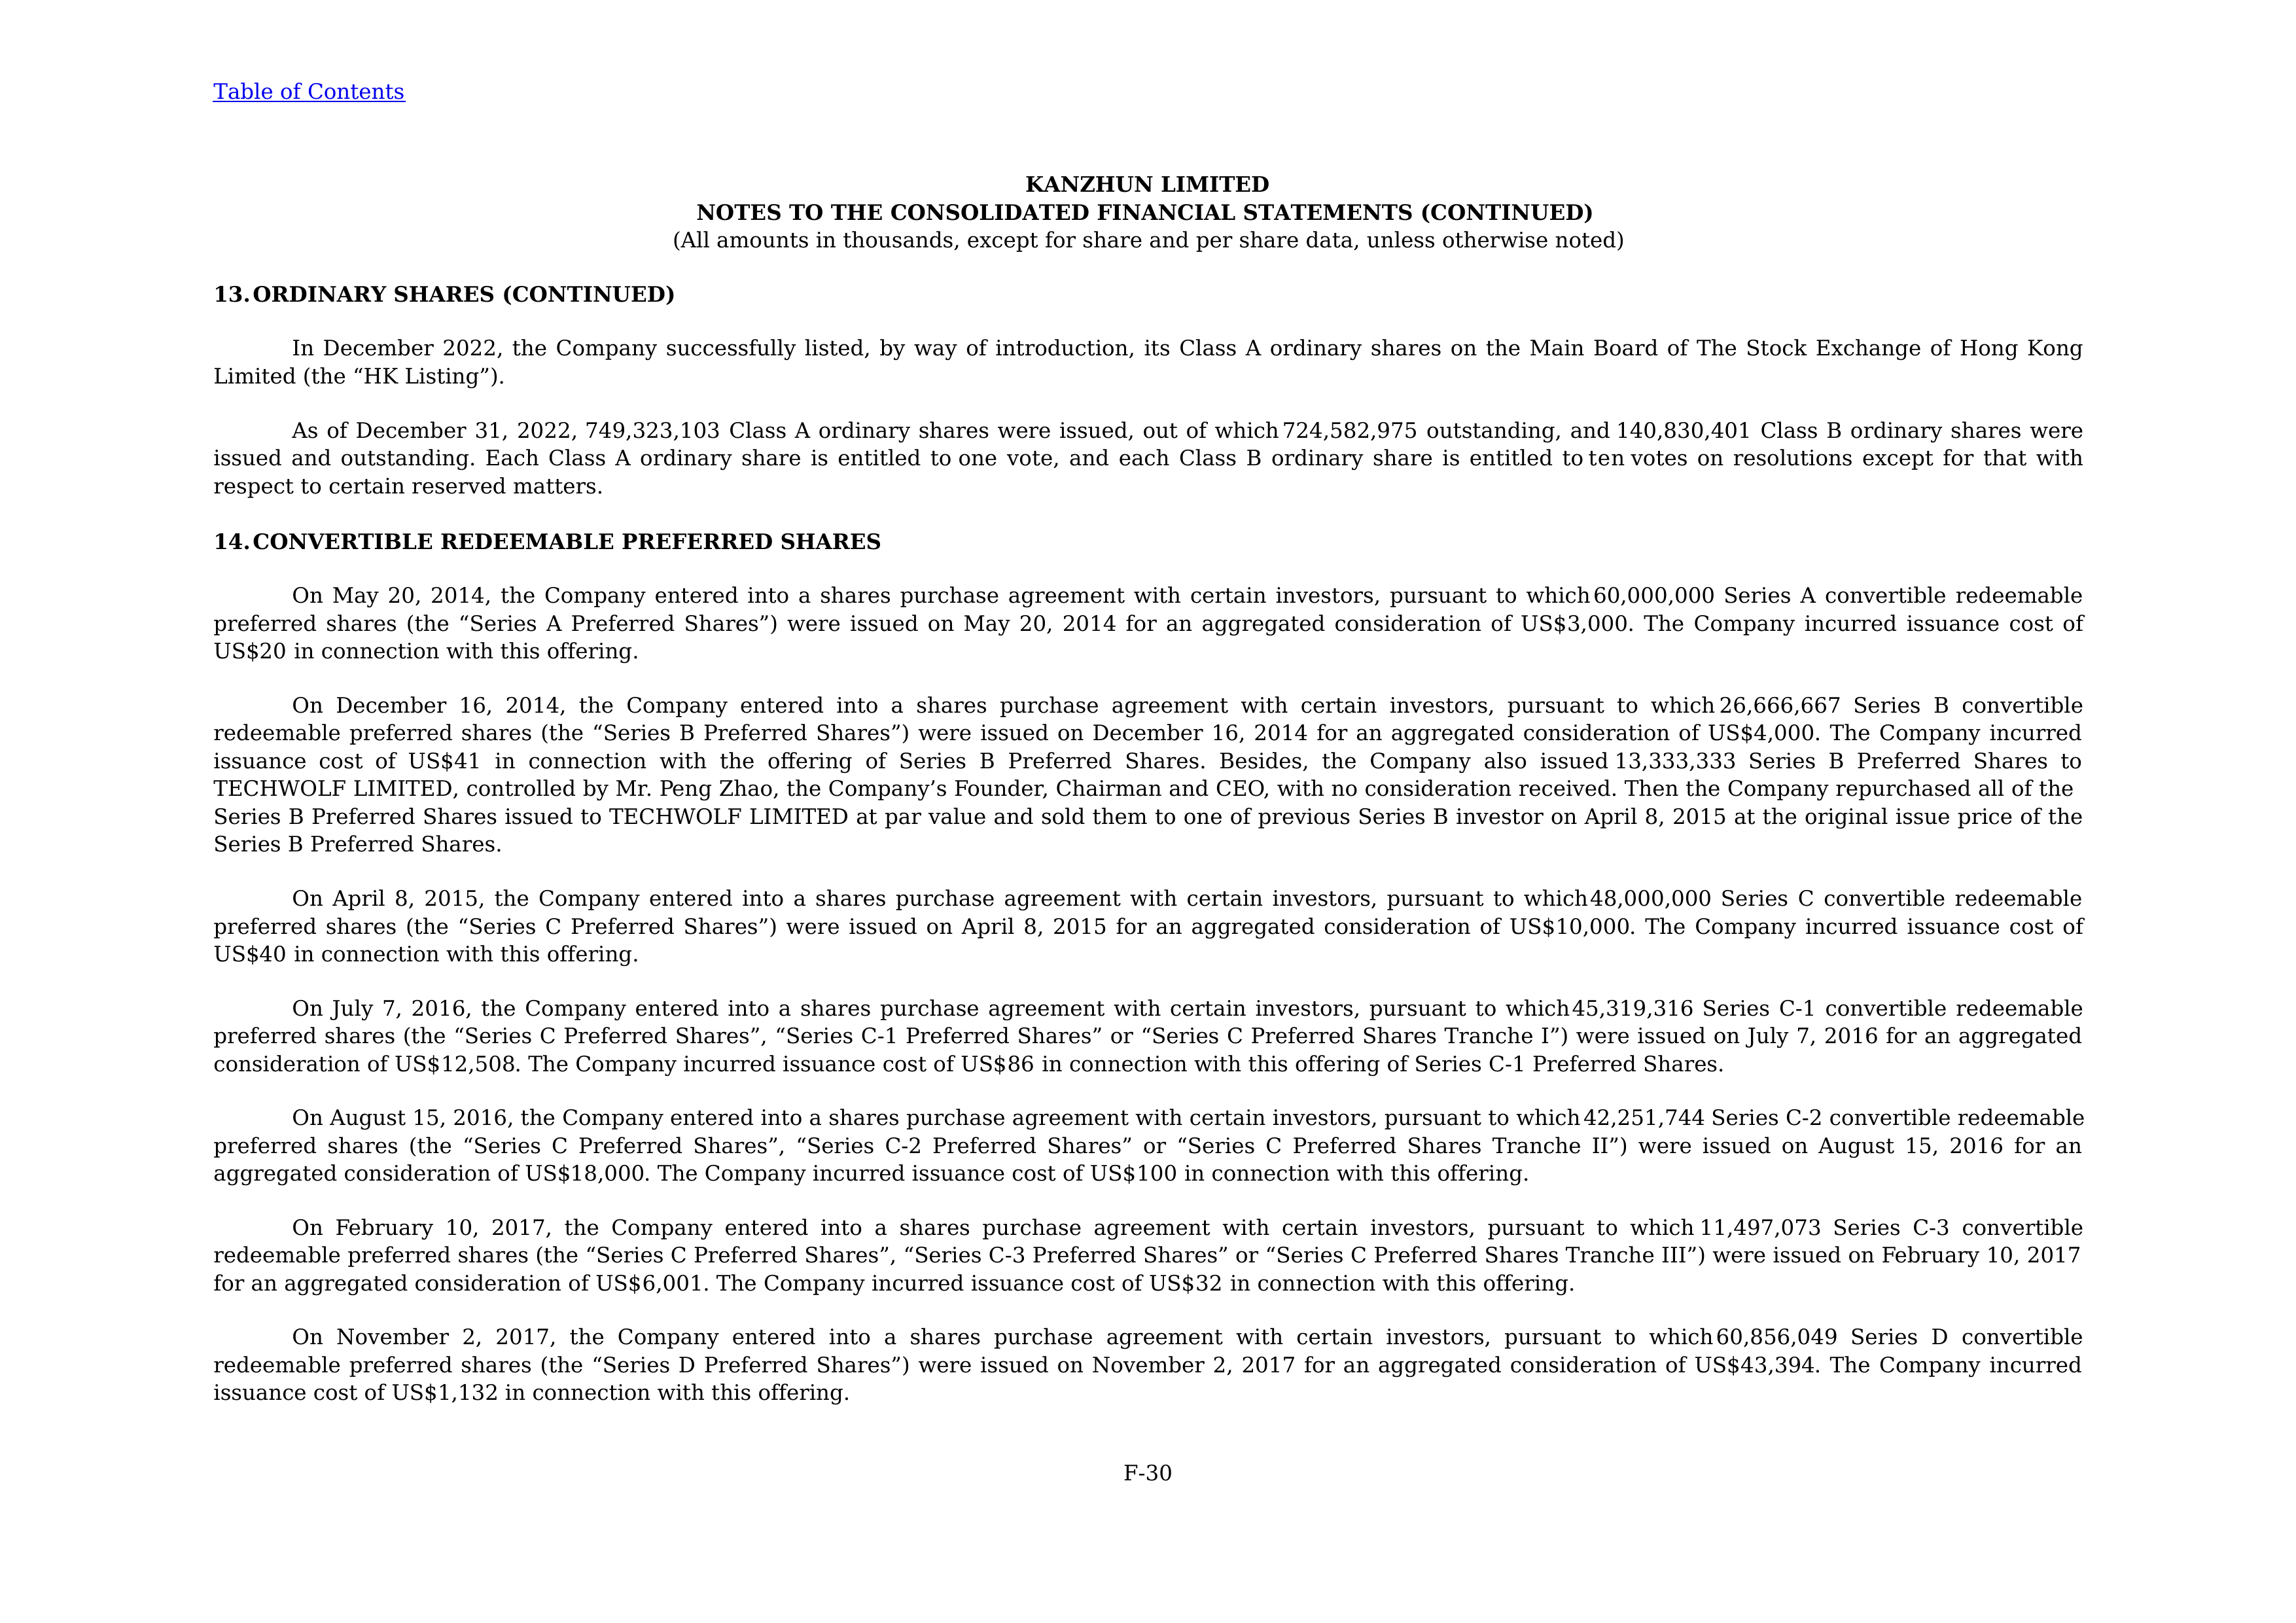 Table of Contents
KANZHUN LIMITED
NOTES TO THE CONSOLIDATED FINANCIAL STATEMENTS (CONTINUED)
(All amounts in thousands, except for share and per share data, unless otherwise noted)
13. ORDINARY SHARES (CONTINUED)
In December 2022, the Company successfully listed, by way of introduction, its Class A ordinary shares on the Main Board of The Stock Exchange of Hong Kong
Limited (the “HK Listing”).
As of December 31, 2022, 749,323,103 Class A ordinary shares were issued, out of which 724,582,975 outstanding, and 140,830,401 Class B ordinary shares were
issued and outstanding. Each Class A ordinary share is entitled to one vote, and each Class B ordinary share is entitled to ten votes on resolutions except for that with
respect to certain reserved matters.
14. CONVERTIBLE REDEEMABLE PREFERRED SHARES
On May 20, 2014, the Company entered into a shares purchase agreement with certain investors, pursuant to which 60,000,000 Series A convertible redeemable
preferred shares (the “Series A Preferred Shares”) were issued on May 20, 2014 for an aggregated consideration of US$3,000. The Company incurred issuance cost of
US$20 in connection with this offering.
On December 16, 2014, the Company entered into a shares purchase agreement with certain investors, pursuant to which 26,666,667 Series B convertible
redeemable preferred shares (the “Series B Preferred Shares”) were issued on December 16, 2014 for an aggregated consideration of US$4,000. The Company incurred
issuance cost of US$41 in connection with the offering of Series B Preferred Shares. Besides, the Company also issued 13,333,333 Series B Preferred Shares to
TECHWOLF LIMITED, controlled by Mr. Peng Zhao, the Company’s Founder, Chairman and CEO, with no consideration received. Then the Company repurchased all of the
Series B Preferred Shares issued to TECHWOLF LIMITED at par value and sold them to one of previous Series B investor on April 8, 2015 at the original issue price of the
Series B Preferred Shares.
On April 8, 2015, the Company entered into a shares purchase agreement with certain investors, pursuant to which 48,000,000 Series C convertible redeemable
preferred shares (the “Series C Preferred Shares”) were issued on April 8, 2015 for an aggregated consideration of US$10,000. The Company incurred issuance cost of
US$40 in connection with this offering.
On July 7, 2016, the Company entered into a shares purchase agreement with certain investors, pursuant to which 45,319,316 Series C-1 convertible redeemable
preferred shares (the “Series C Preferred Shares”, “Series C-1 Preferred Shares” or “Series C Preferred Shares Tranche I”) were issued on July 7, 2016 for an aggregated
consideration of US$12,508. The Company incurred issuance cost of US$86 in connection with this offering of Series C-1 Preferred Shares.
On August 15, 2016, the Company entered into a shares purchase agreement with certain investors, pursuant to which 42,251,744 Series C-2 convertible redeemable
preferred shares (the “Series C Preferred Shares”, “Series C-2 Preferred Shares” or “Series C Preferred Shares Tranche II”) were issued on August 15, 2016 for an
aggregated consideration of US$18,000. The Company incurred issuance cost of US$100 in connection with this offering.
On February 10, 2017, the Company entered into a shares purchase agreement with certain investors, pursuant to which 11,497,073 Series C-3 convertible
redeemable preferred shares (the “Series C Preferred Shares”, “Series C-3 Preferred Shares” or “Series C Preferred Shares Tranche III”) were issued on February 10, 2017
for an aggregated consideration of US$6,001. The Company incurred issuance cost of US$32 in connection with this offering.
On November 2, 2017, the Company entered into a shares purchase agreement with certain investors, pursuant to which 60,856,049 Series D convertible
redeemable preferred shares (the “Series D Preferred Shares”) were issued on November 2, 2017 for an aggregated consideration of US$43,394. The Company incurred
issuance cost of US$1,132 in connection with this offering.
F-30